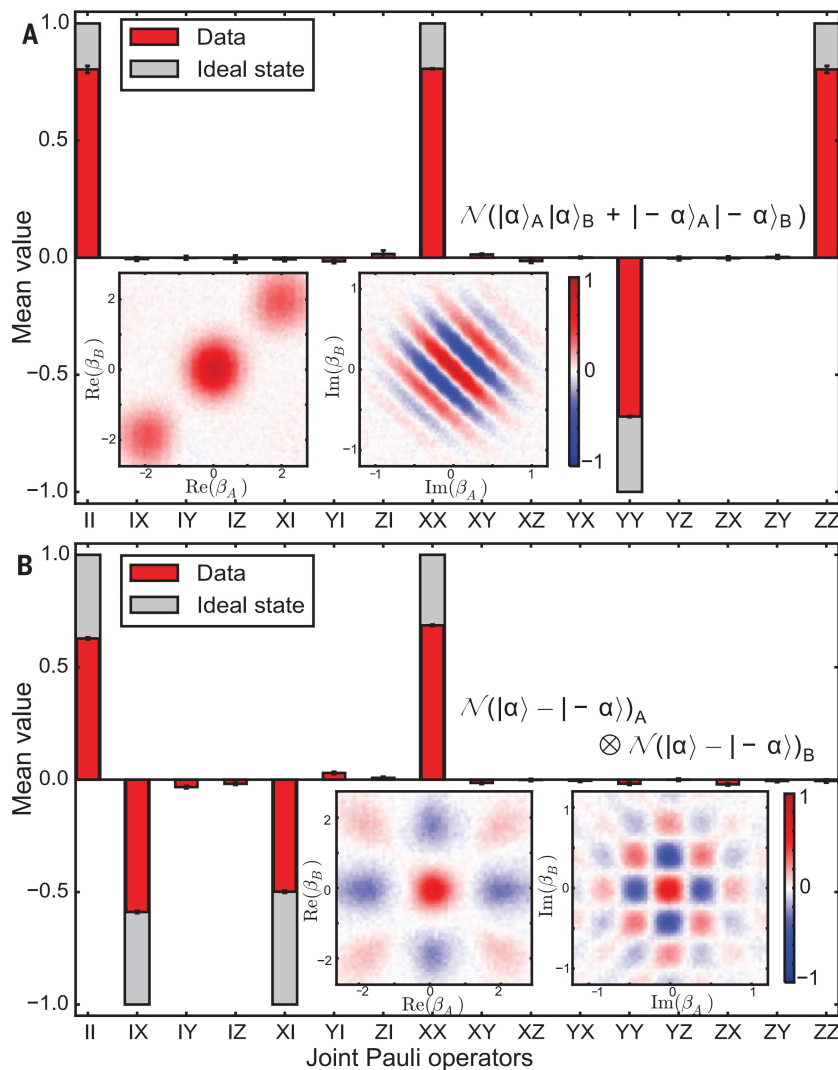 A
Data
Ideal state
1.0
0.5
0.0
−0.5
−1.0
Mean value
𝒩(|α⟩A|α⟩B + |− α⟩A|− α⟩B)
2
0
−2
Re(βB)
−2 0 2
Re(βA)
1
0
−1
Im(βB)
−1 0 1
Im(βA)
1
0
−1
II IX IY IZ XI YI ZI XX XY XZ YX YY YZ ZX ZY ZZ
B
Data
Ideal state
1.0
0.5
0.0
−0.5
−1.0
Mean value
𝒩(|α⟩ − |− α⟩)A
⊗ 𝒩(|α⟩ − |− α⟩)B
2
0
−2
Re(βB)
−2 0 2
Re(βA)
1
0
−1
Im(βB)
−1 0 1
Im(βA)
1
0
−1
II IX IY IZ XI YI ZI XX XY XZ YX YY YZ ZX ZY ZZ
Joint Pauli operators